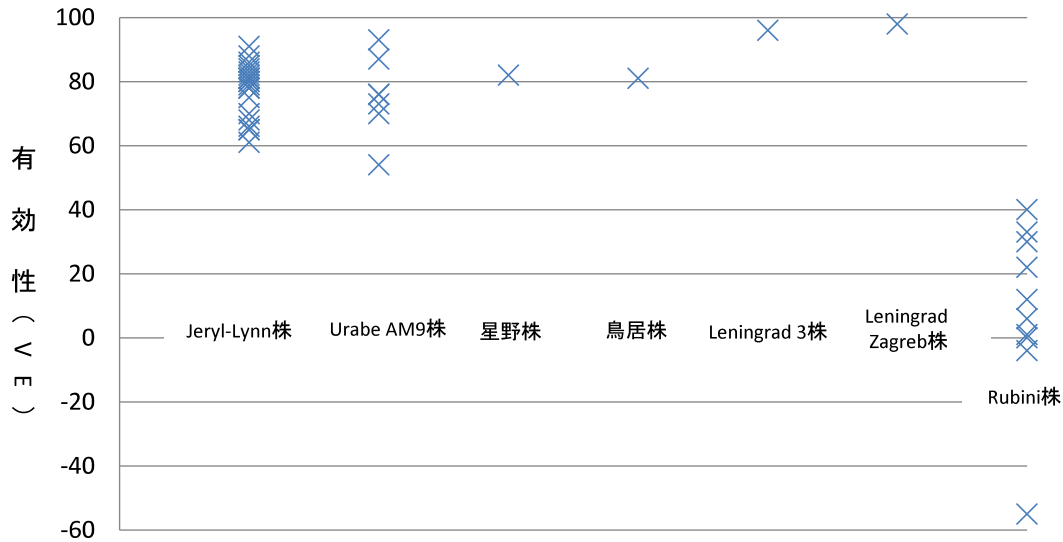 100
80
60
40
20
0
-20
-40
-60
有効性(VE)
Jeryl-Lynn株
Urabe AM9株
星野株
鳥居株
Leningrad 3株
Leningrad
Zagreb株
Rubini株